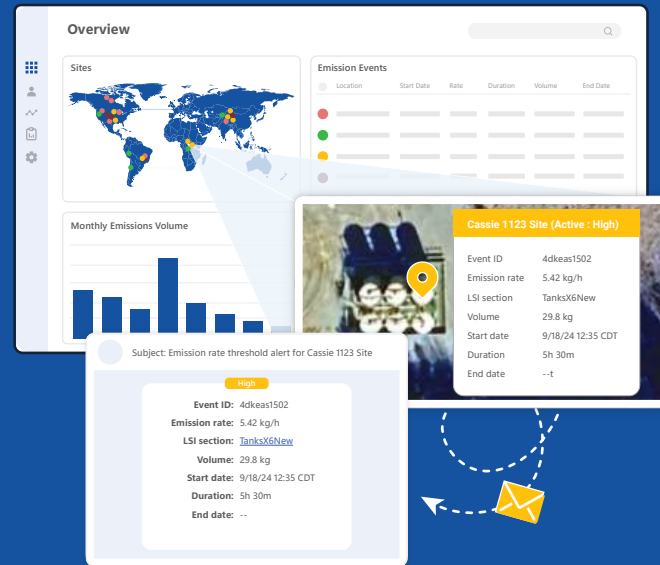 Overview
Sites
Emission Events
Location Start Date Rate Duration Volume End Date
Monthly Emissions Volume
Cassie 1123 Site (Active : High)
Event ID 4dkeas1502
Emission rate 5.42 kg/h
LSI section TanksX6New
Volume 29.8 kg
Start date 9/18/24 12:35 CDT
Duration 5h 30m
End date --t
Subject: Emission rate threshold alert for Cassie 1123 Site
High
Event ID: 4dkeas1502
Emission rate: 5.42 kg/h
LSI section: TanksX6New
Volume: 29.8 kg
Start date: 9/18/24 12:35 CDT
Duration: 5h 30m
End date: --